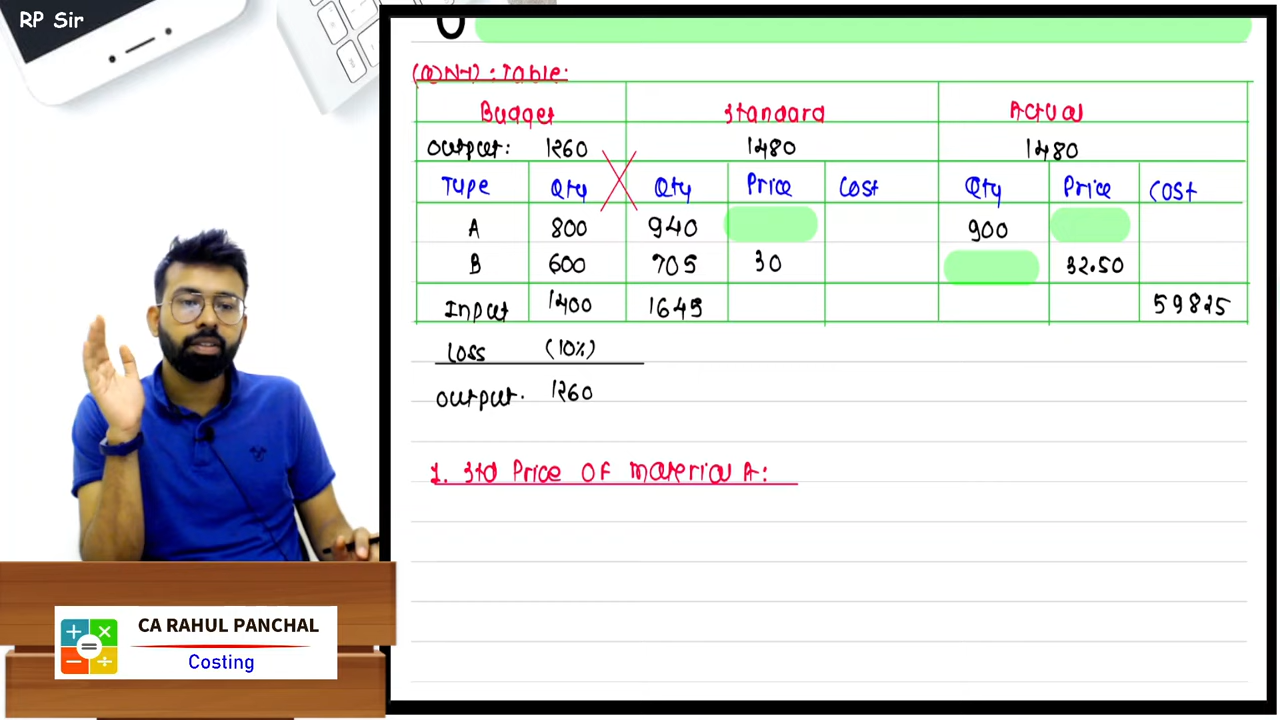 RP Sir
(ONT) : Table:
Budget Standard Actual
Output: 1260 1480 1480
Type Qty Qty Price Cost Qty Price Cost
A 800 940 900
B 600 705 30 32.50
Input 1400 1645 59825
Loss (10%)
Output. 1260
1. Std Price Of Material A:
CA RAHUL PANCHAL
Costing